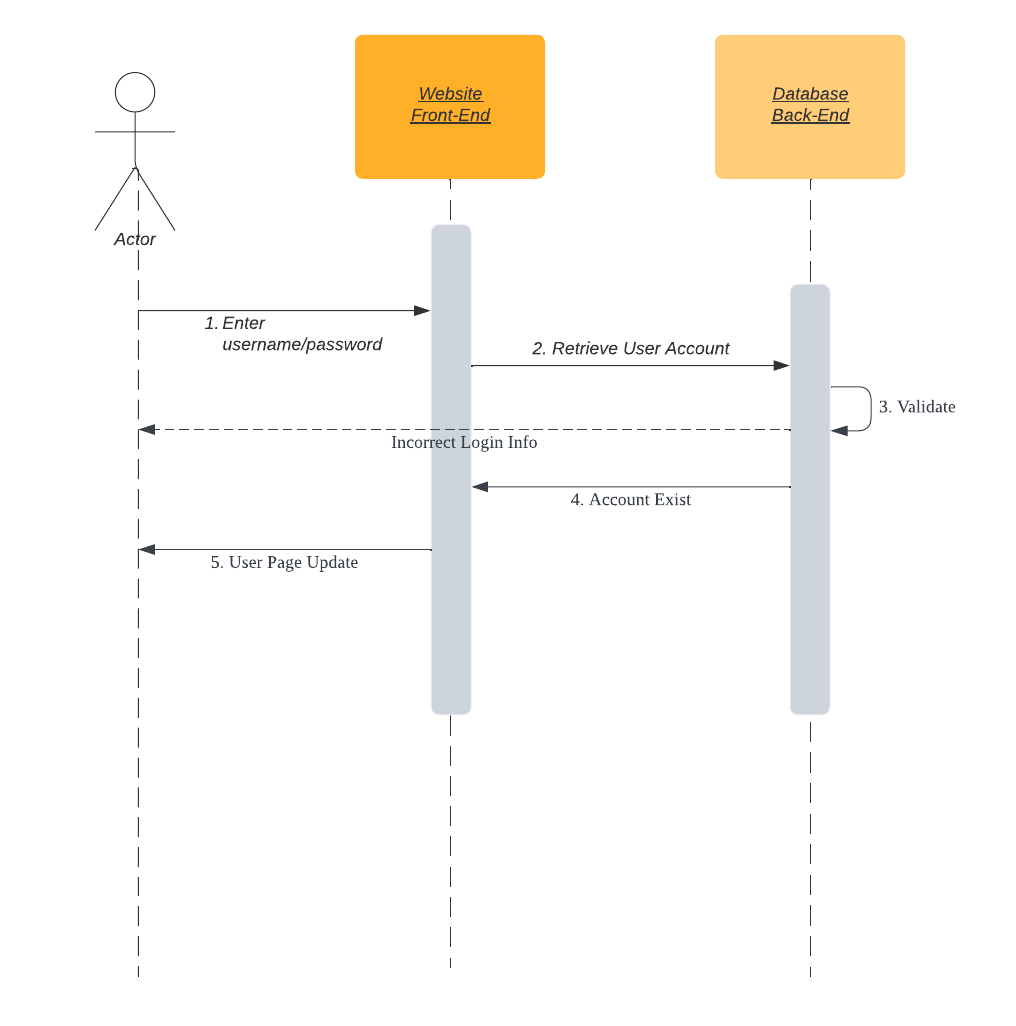 Website
Front-End
Database
Back-End
Actor
1. Enter
username/password
2. Retrieve User Account
3. Validate
Incorrect Login Info
4. Account Exist
5. User Page Update